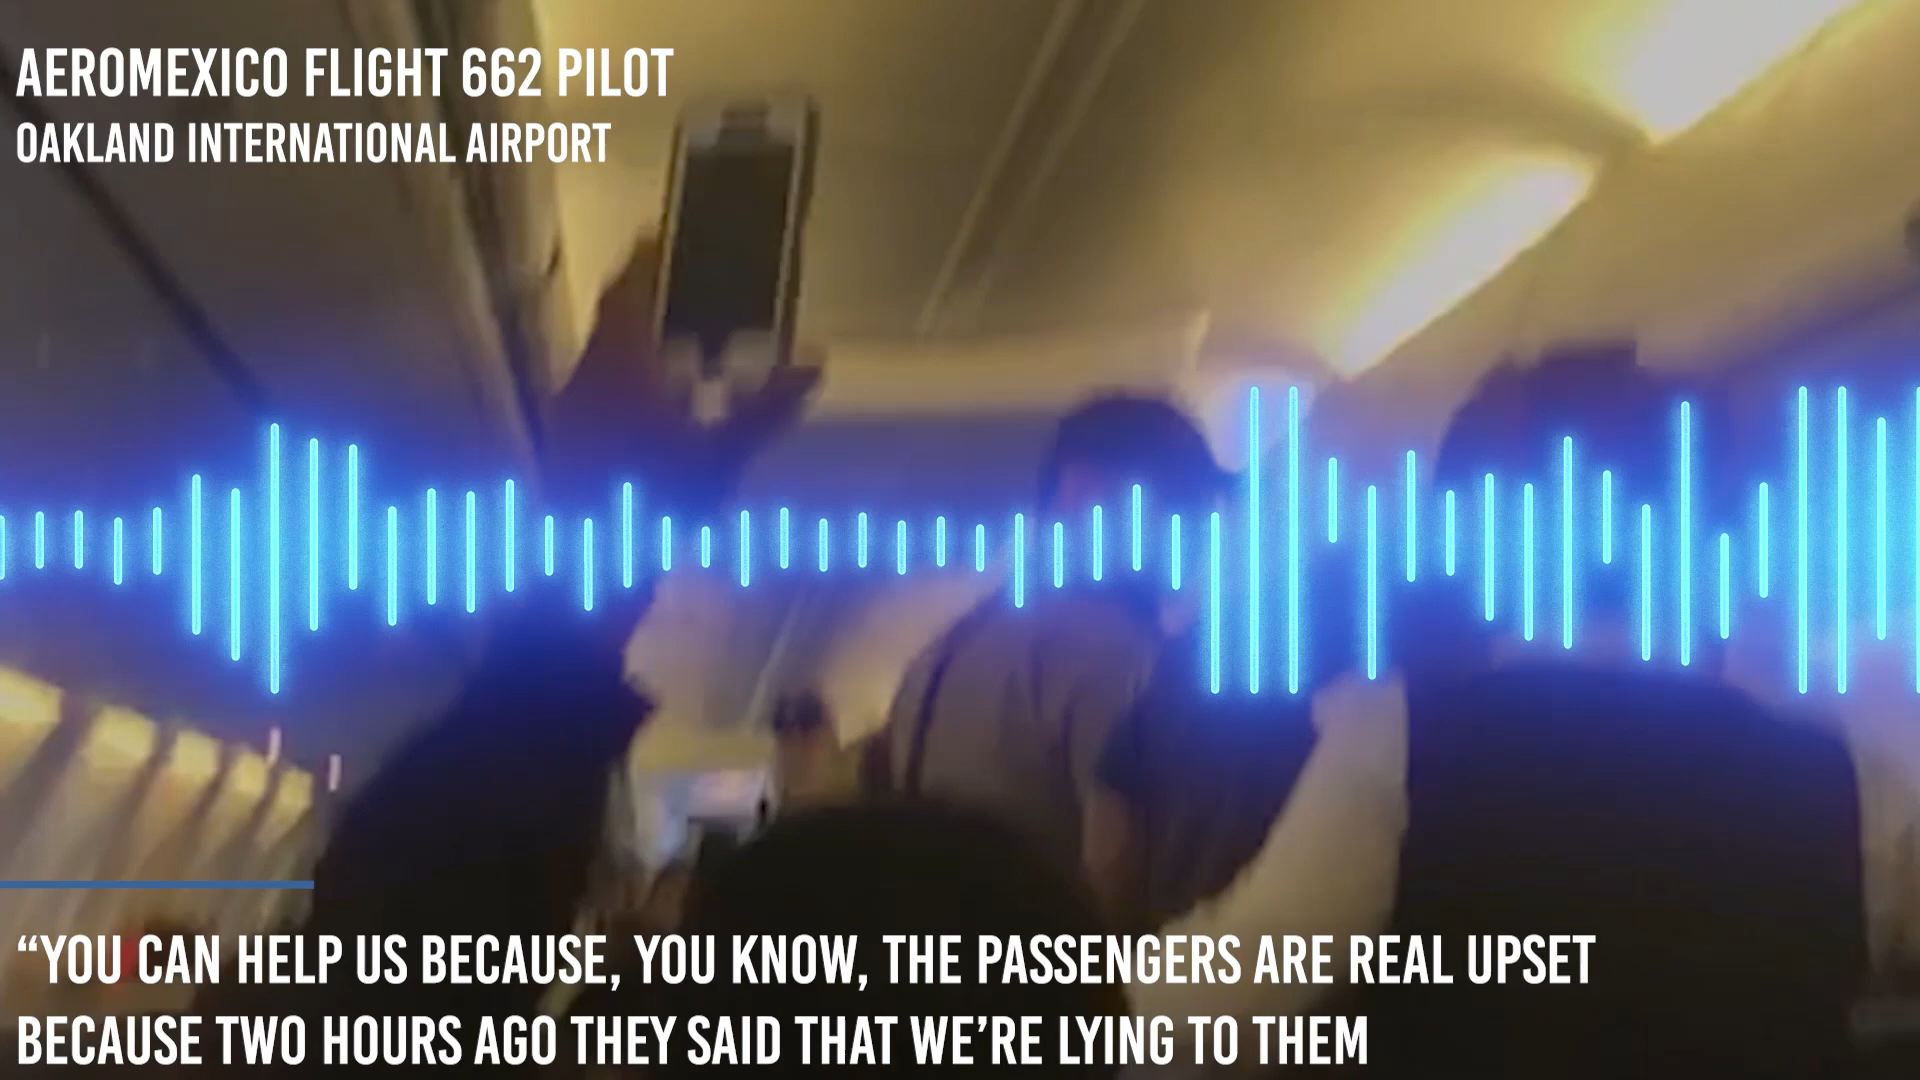 AEROMEXICO FLIGHT 662 PILOT
OAKLAND INTERNATIONAL AIRPORT
“YOU CAN HELP US BECAUSE, YOU KNOW, THE PASSENGERS ARE REAL UPSET
BECAUSE TWO HOURS AGO THEY SAID THAT WE’RE LYING TO THEM